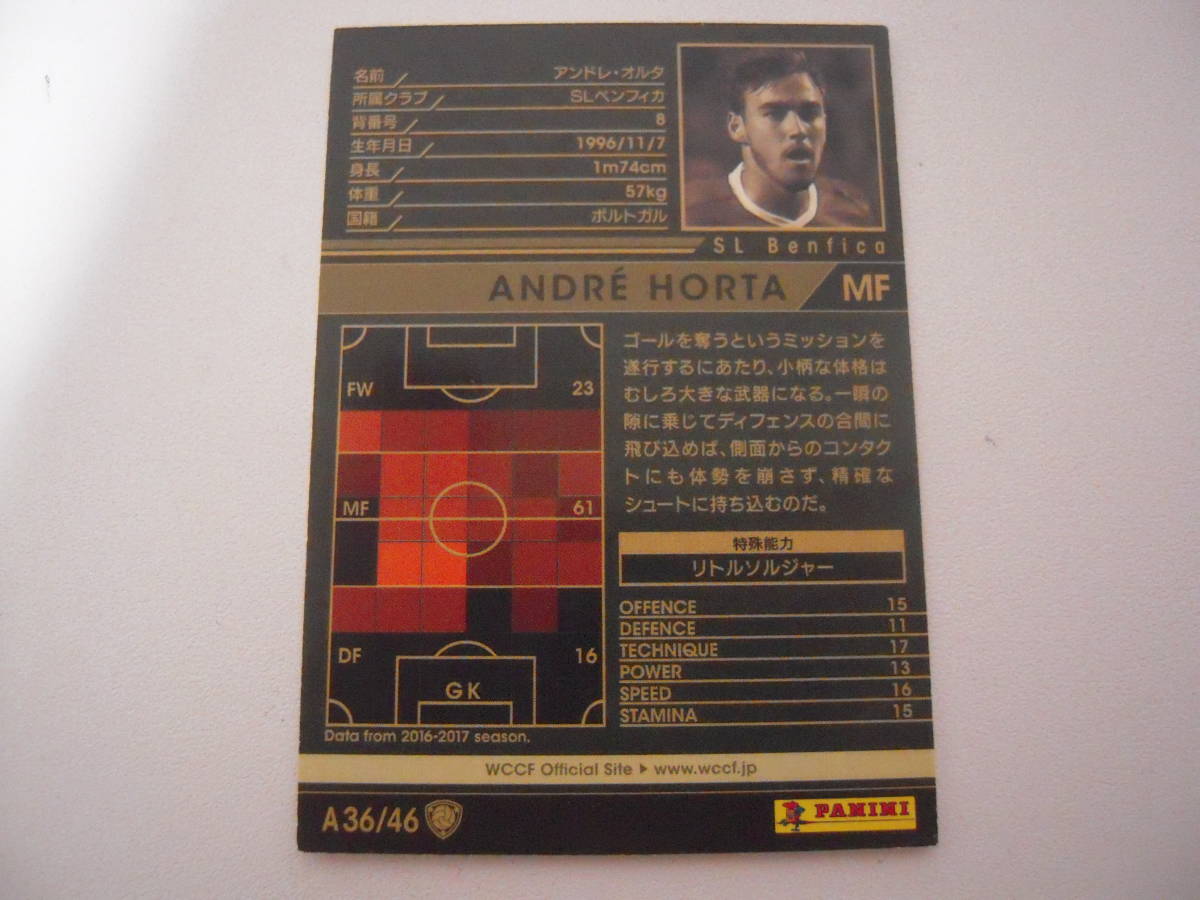 名前 アンドレ・オルタ
所属クラブ SLベンフィカ
背番号 8
生年月日 1996/11/7
身長 1m74cm
体重 57kg
国籍 ポルトガル
SL Benfica
ANDRÉ HORTA MF
FW 23
MF 61
DF 16
GK
Data from 2016-2017 season.
ゴールを奪うというミッションを
遂行するにあたり、小柄な体格は
むしろ大きな武器になる。一瞬の
隙に乗じてディフェンスの合間に
飛び込めば、側面からのコンタク
トにも体勢を崩さず、精確な
シュートに持ち込むのだ。
特殊能力
リトルソルジャー
OFFENCE 15
DEFENCE 11
TECHNIQUE 17
POWER 13
SPEED 16
STAMINA 15
WCCF Official Site ▶ www.wccf.jp
A36/46
PANINI